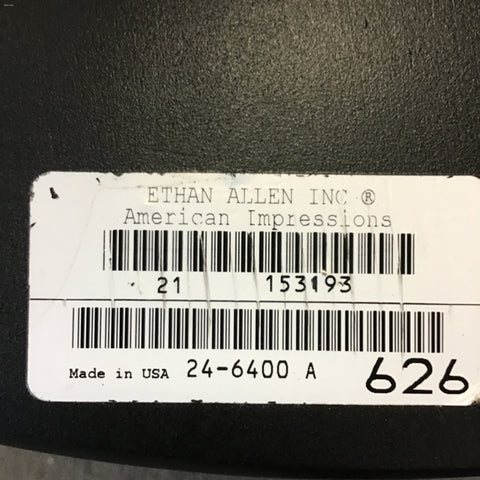 ETHAN ALLEN INC ®
American Impressions
21 153193
Made in USA 24-6400 A 626